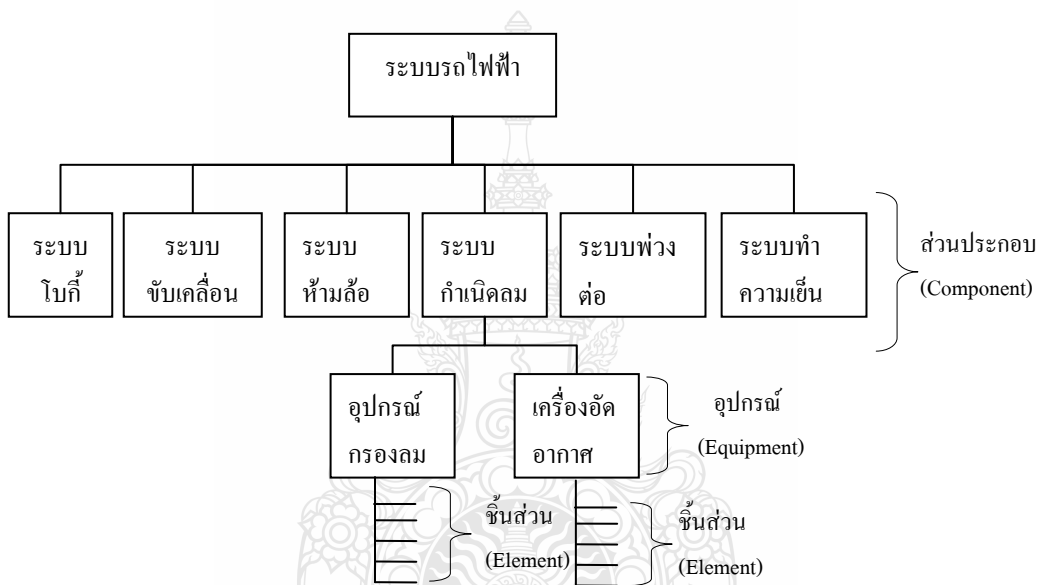 ระบบรถไฟฟ้า
ระบบ
โบกี้
ระบบ
ขับเคลื่อน
ระบบ
ห้ามล้อ
ระบบ
กำเนิดลม
ระบบพ่วง
ต่อ
ระบบทำ
ความเย็น
ส่วนประกอบ
(Component)
อุปกรณ์
กรองลม
เครื่องอัด
อากาศ
อุปกรณ์
(Equipment)
ชิ้นส่วน
(Element)
ชิ้นส่วน
(Element)